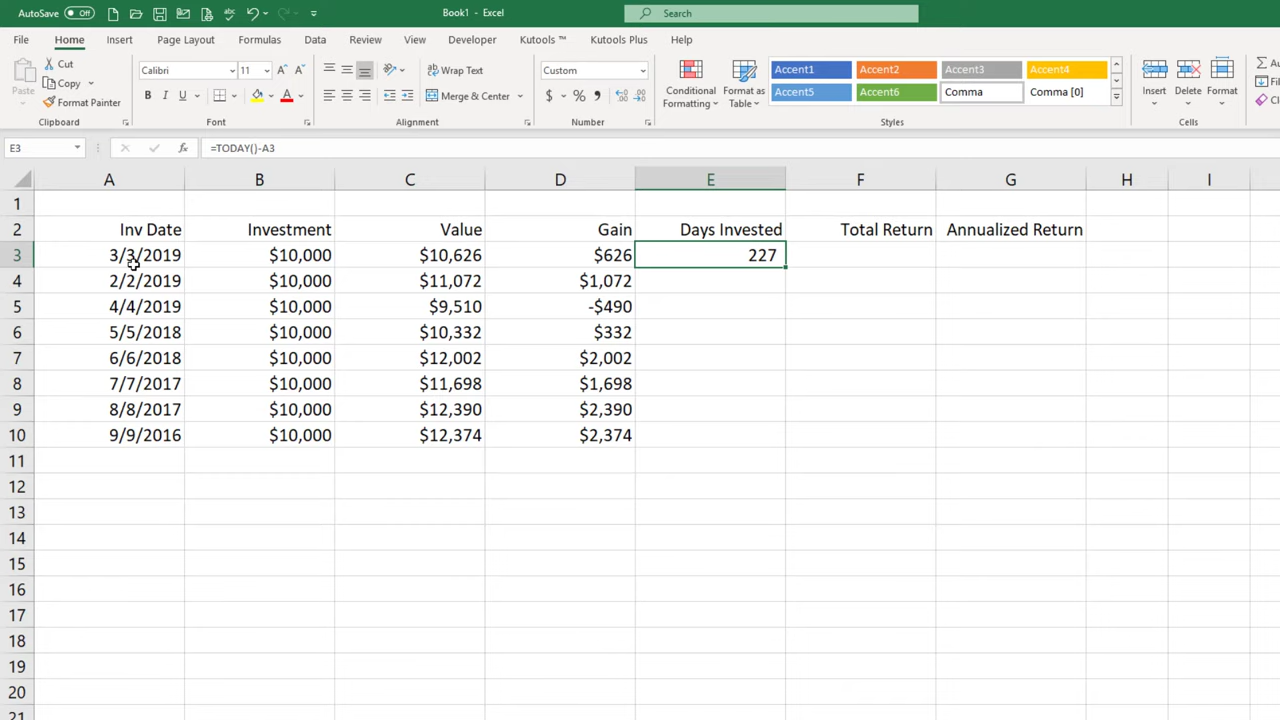 AutoSave Off Book1 - Excel Search
File Home Insert Page Layout Formulas Data Review View Developer Kutools ™ Kutools Plus Help
Paste Cut Copy Format Painter
Calibri 11 A A B I U A
Wrap Text Merge & Center
Custom $ %
Conditional Formatting Format as Table
Accent1 Accent2 Accent3 Accent4
Accent5 Accent6 Comma Comma [0]
Insert Delete Format
Clipboard Font Alignment Number Styles Cells
E3 fx =TODAY()-A3
A B C D E F G H I
1
2 Inv Date Investment Value Gain Days Invested Total Return Annualized Return
3 3/3/2019 $10,000 $10,626 $626 227
4 2/2/2019 $10,000 $11,072 $1,072
5 4/4/2019 $10,000 $9,510 -$490
6 5/5/2018 $10,000 $10,332 $332
7 6/6/2018 $10,000 $12,002 $2,002
8 7/7/2017 $10,000 $11,698 $1,698
9 8/8/2017 $10,000 $12,390 $2,390
10 9/9/2016 $10,000 $12,374 $2,374
11
12
13
14
15
16
17
18
19
20
21